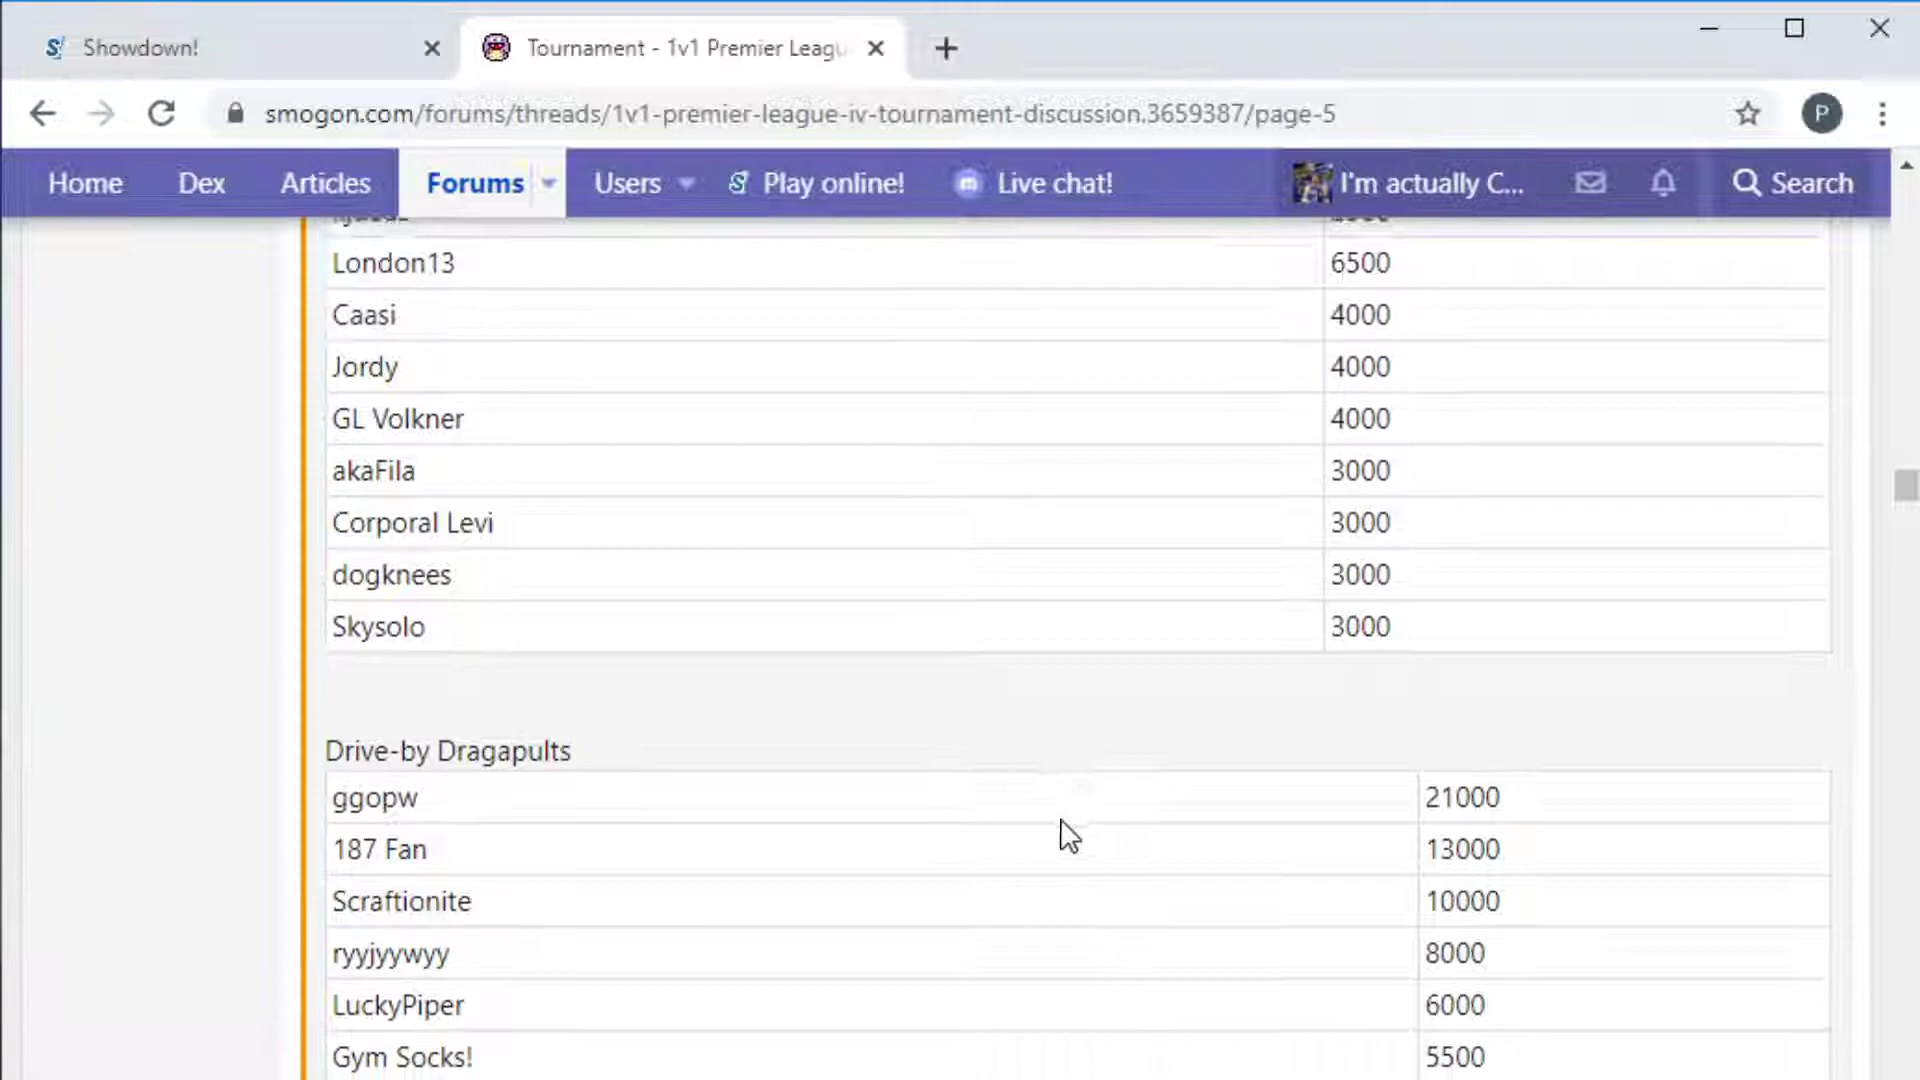 Showdown!
Tournament - 1v1 Premier Leagu
smogon.com/forums/threads/1v1-premier-league-iv-tournament-discussion.3659387/page-5
P
Home Dex Articles Forums Users Play online! Live chat! I'm actually C... Search
London13 6500
Caasi 4000
Jordy 4000
GL Volkner 4000
akaFila 3000
Corporal Levi 3000
dogknees 3000
Skysolo 3000
Drive-by Dragapults
ggopw 21000
187 Fan 13000
Scraftionite 10000
ryyjyywyy 8000
LuckyPiper 6000
Gym Socks! 5500